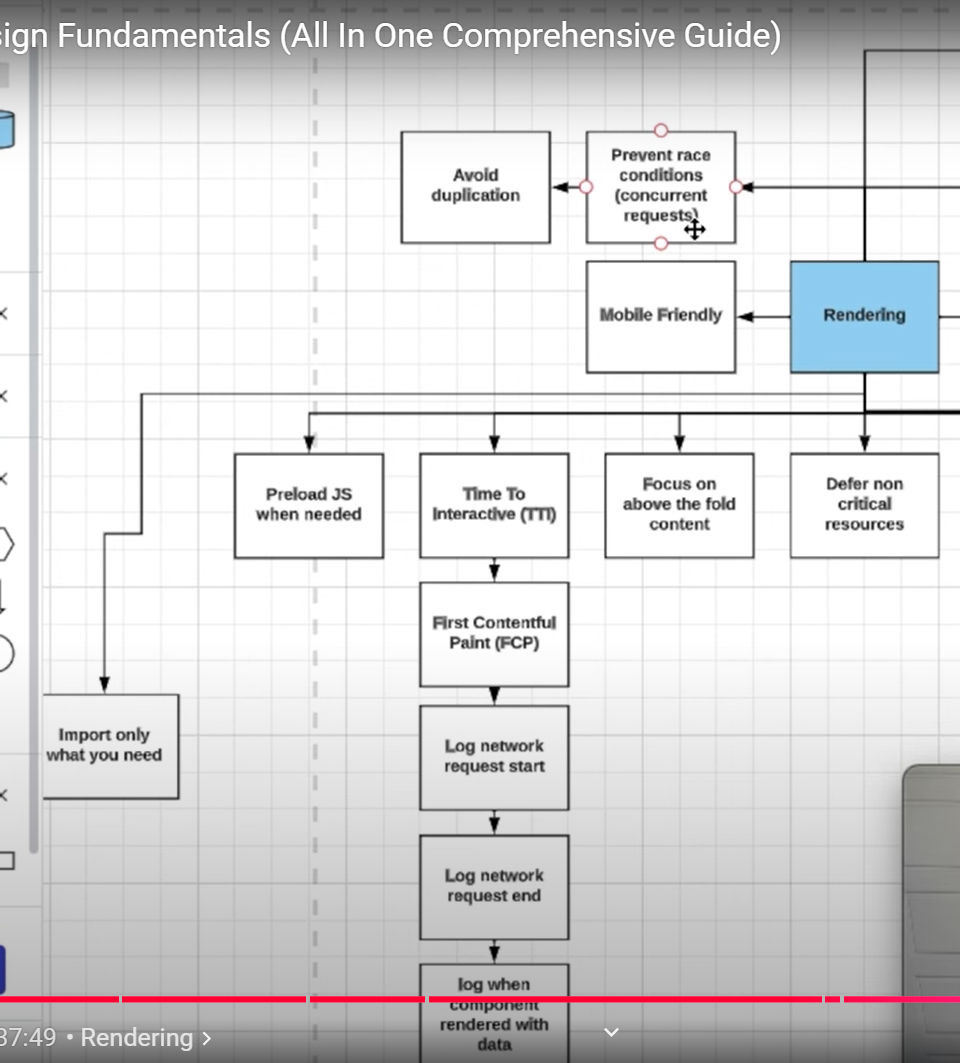 sign Fundamentals (All In One Comprehensive Guide)
Avoid
duplication
Prevent race
conditions
(concurrent
requests)
Mobile Friendly
Rendering
Preload JS
when needed
Time To
Interactive (TTI)
Focus on
above the fold
content
Defer non
critical
resources
First Contentful
Paint (FCP)
Import only
what you need
Log network
request start
Log network
request end
log when
component
rendered with
data
37:49 • Rendering >